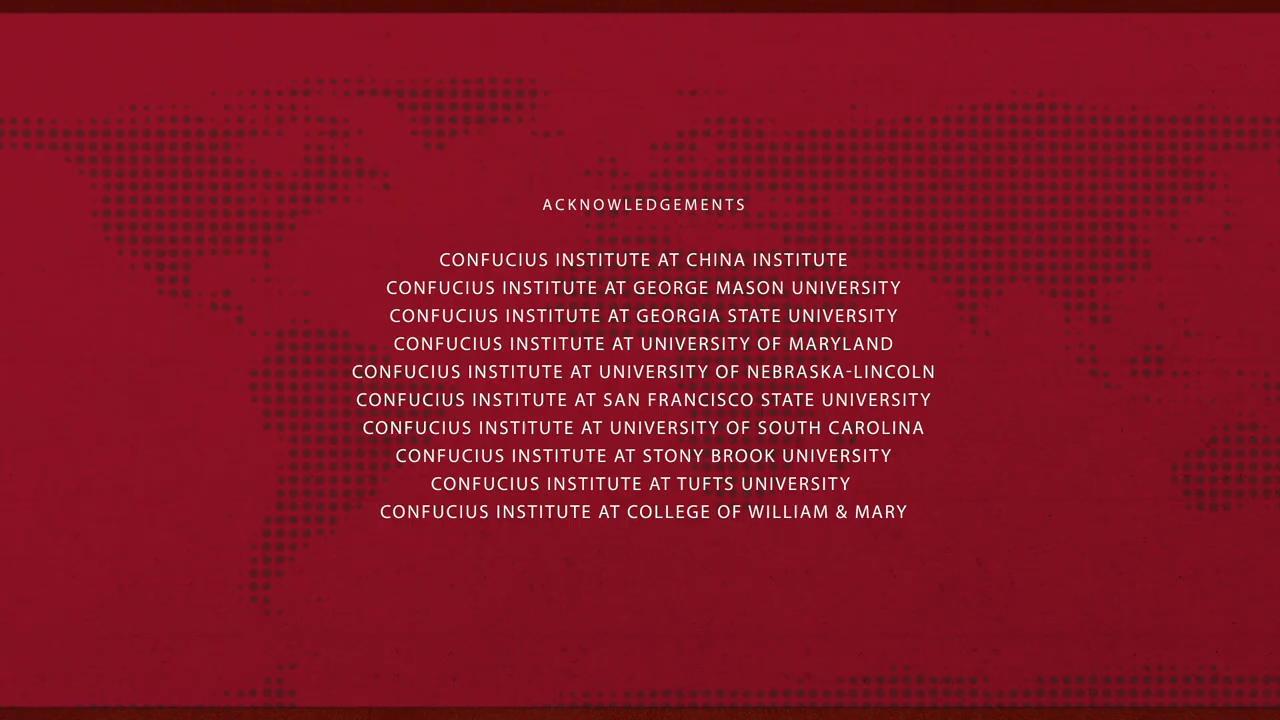 ACKNOWLEDGEMENTS
CONFUCIUS INSTITUTE AT CHINA INSTITUTE
CONFUCIUS INSTITUTE AT GEORGE MASON UNIVERSITY
CONFUCIUS INSTITUTE AT GEORGIA STATE UNIVERSITY
CONFUCIUS INSTITUTE AT UNIVERSITY OF MARYLAND
CONFUCIUS INSTITUTE AT UNIVERSITY OF NEBRASKA-LINCOLN
CONFUCIUS INSTITUTE AT SAN FRANCISCO STATE UNIVERSITY
CONFUCIUS INSTITUTE AT UNIVERSITY OF SOUTH CAROLINA
CONFUCIUS INSTITUTE AT STONY BROOK UNIVERSITY
CONFUCIUS INSTITUTE AT TUFTS UNIVERSITY
CONFUCIUS INSTITUTE AT COLLEGE OF WILLIAM & MARY